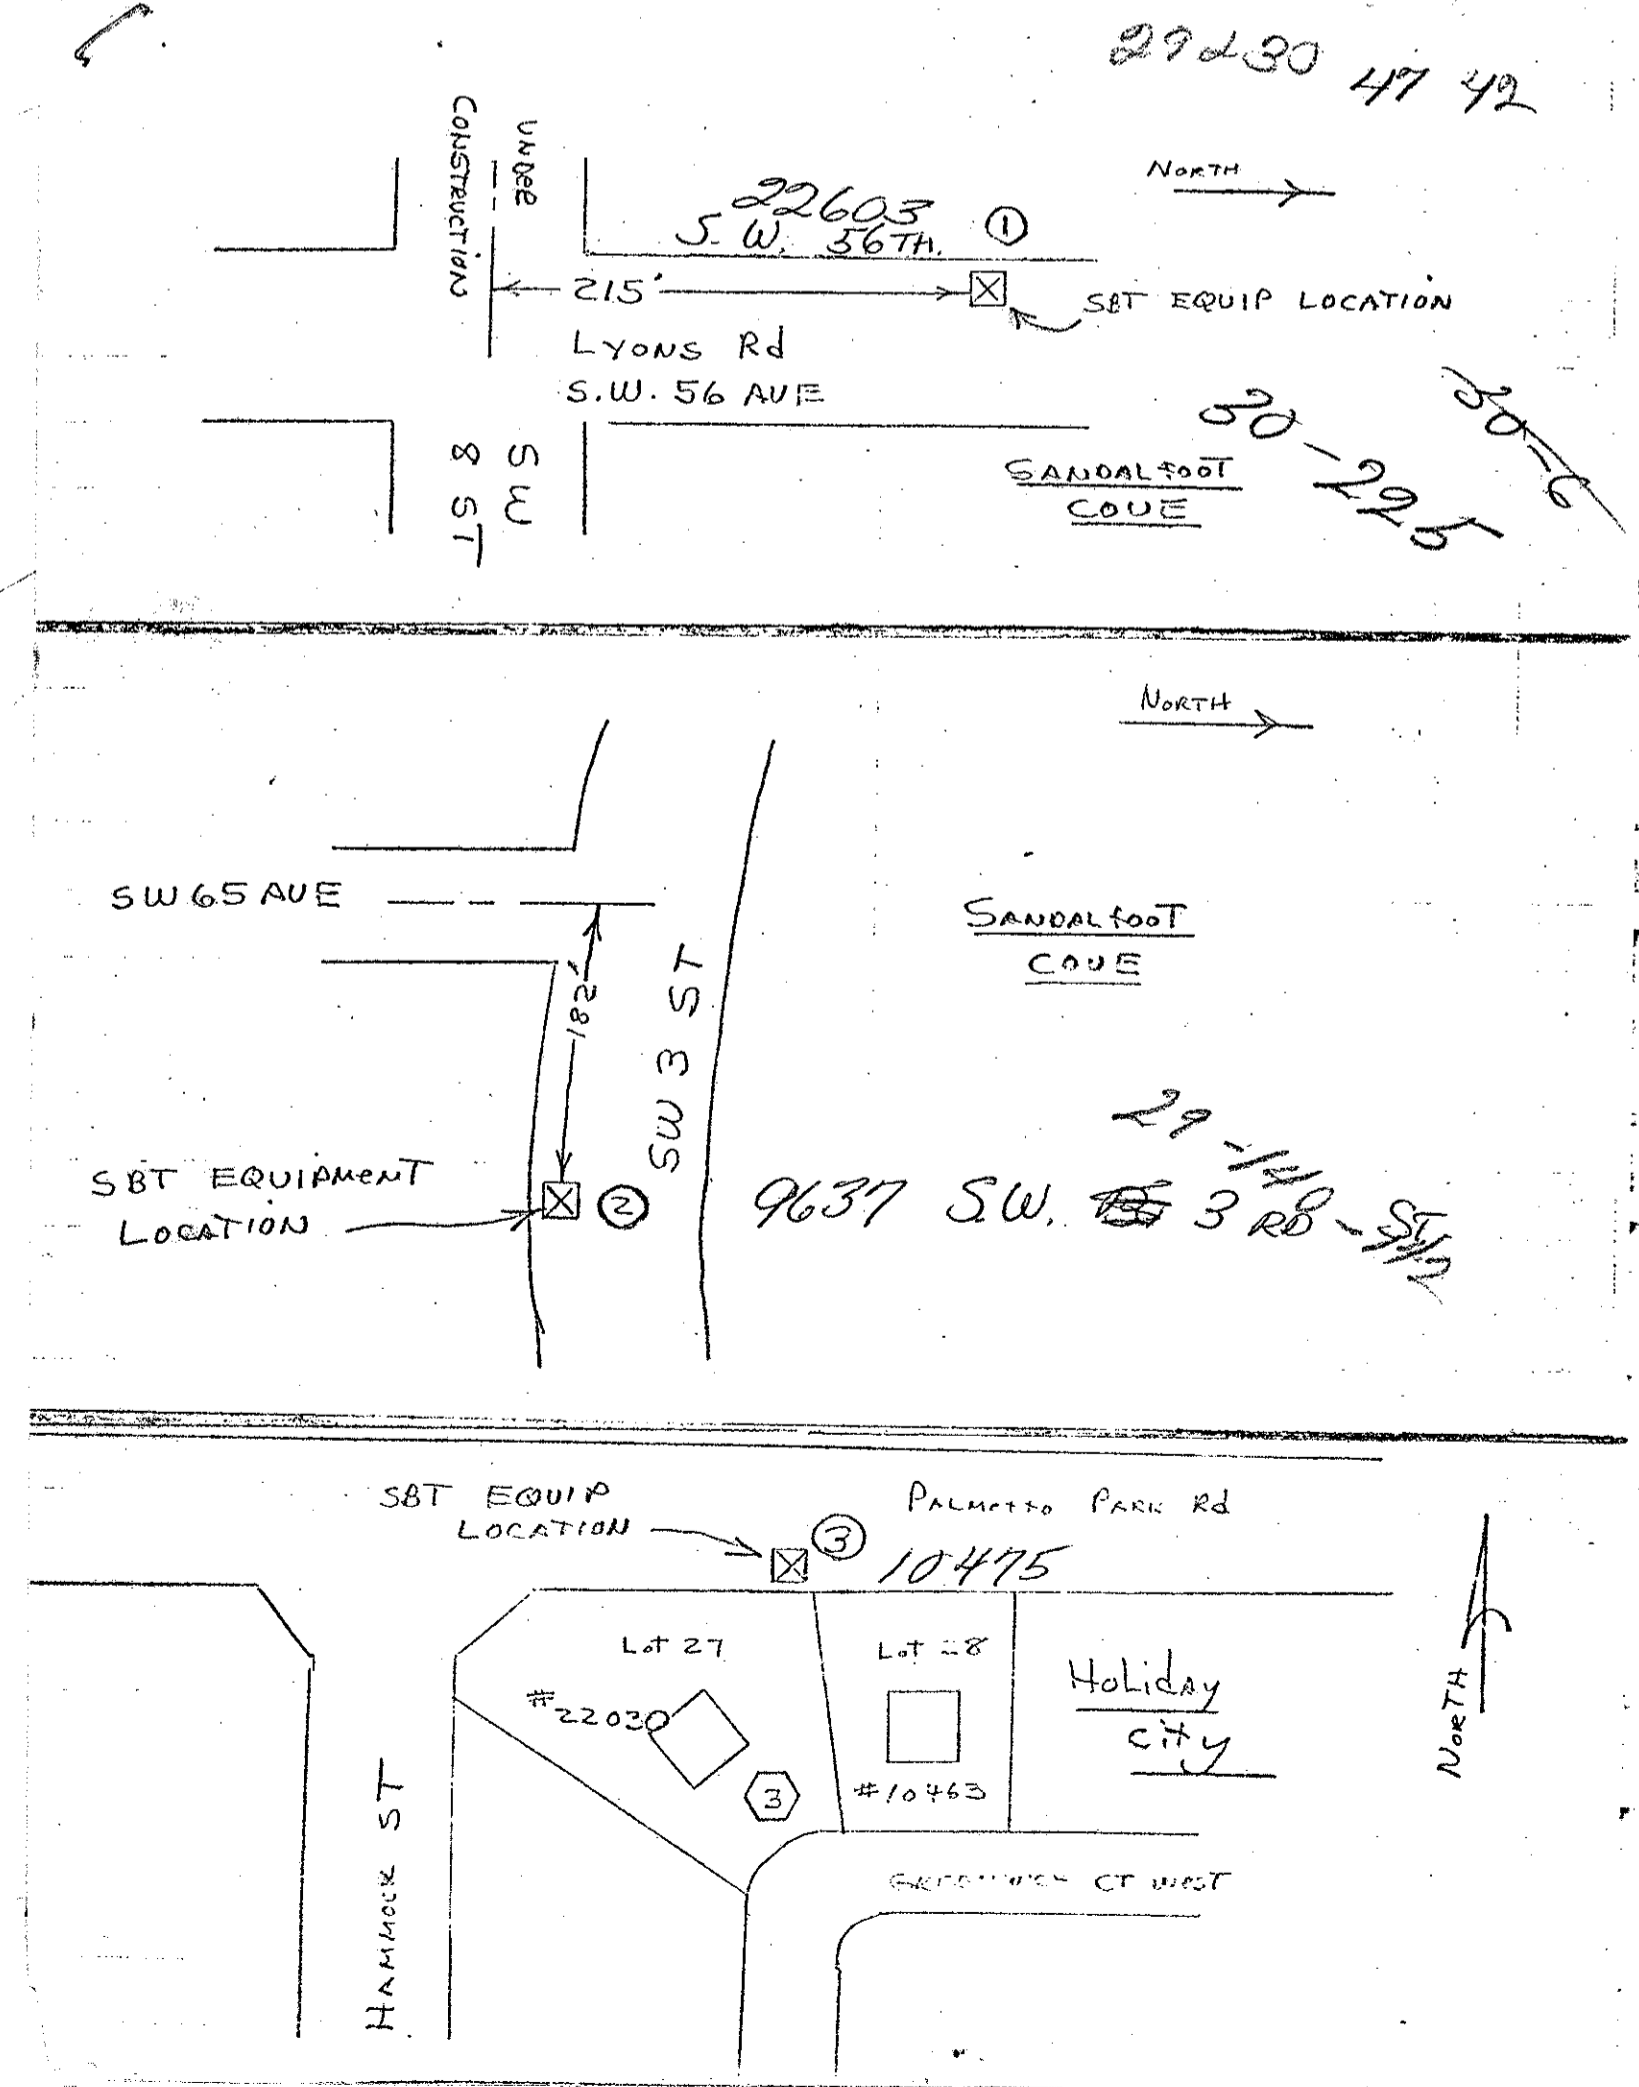 29 & 30 47 42
UNDER
CONSTRUCTION
NORTH
22603
S.W. 56TH.
1
215'
SBT EQUIP LOCATION
LYONS Rd
S.W. 56 AVE
SW
8 ST
SANDALFOOT
COVE
30-225
30-6
NORTH
SW 65 AVE
182'
SW 3 ST
SANDALFOOT
COVE
SBT EQUIPMENT
LOCATION
2
9637 S.W. 3 RD ST
29-140
SBT EQUIP
LOCATION
3
PALMETTO PARK Rd
10475
Lot 27
Lot 28
#22030
3
#10463
Holiday
City
NORTH
HAMMOCK ST
CT WEST